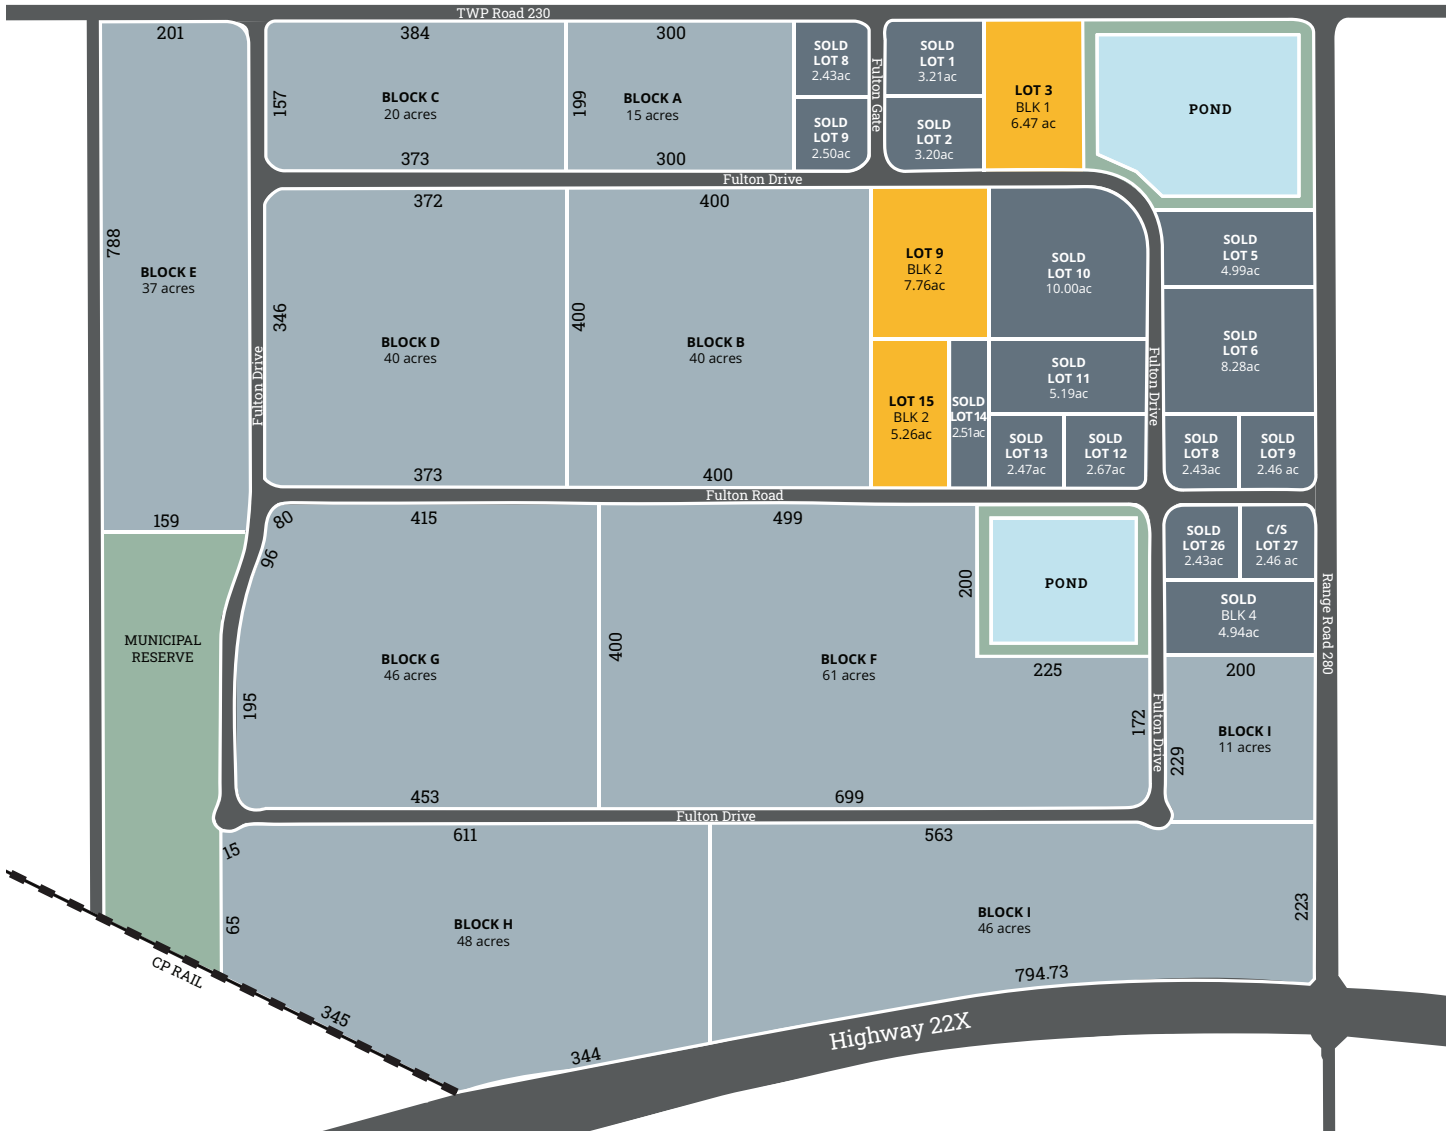 TWP Road 230
201
384
300
157
199
BLOCK C
20 acres
BLOCK A
15 acres
373
300
SOLD
LOT 8
2.43ac
SOLD
LOT 9
2.50ac
Fulton Gate
SOLD
LOT 1
3.21ac
SOLD
LOT 2
3.20ac
LOT 3
BLK 1
6.47 ac
POND
Fulton Drive
788
BLOCK E
37 acres
159
Fulton Drive
372
346
BLOCK D
40 acres
373
400
400
BLOCK B
40 acres
400
LOT 9
BLK 2
7.76ac
SOLD
LOT 10
10.00ac
SOLD
LOT 5
4.99ac
SOLD
LOT 6
8.28ac
LOT 15
BLK 2
5.26ac
SOLD
LOT 14
2.51ac
SOLD
LOT 11
5.19ac
SOLD
LOT 13
2.47ac
SOLD
LOT 12
2.67ac
Fulton Drive
SOLD
LOT 8
2.43ac
SOLD
LOT 9
2.46 ac
Fulton Road
80
96
415
195
BLOCK G
46 acres
453
499
400
BLOCK F
61 acres
699
200
POND
225
172
Fulton Drive
SOLD
LOT 26
2.43ac
C/S
LOT 27
2.46 ac
SOLD
BLK 4
4.94ac
Range Road 280
200
229
BLOCK I
11 acres
MUNICIPAL
RESERVE
Fulton Drive
611
15
65
BLOCK H
48 acres
345
344
563
223
BLOCK I
46 acres
794.73
CP RAIL
Highway 22X